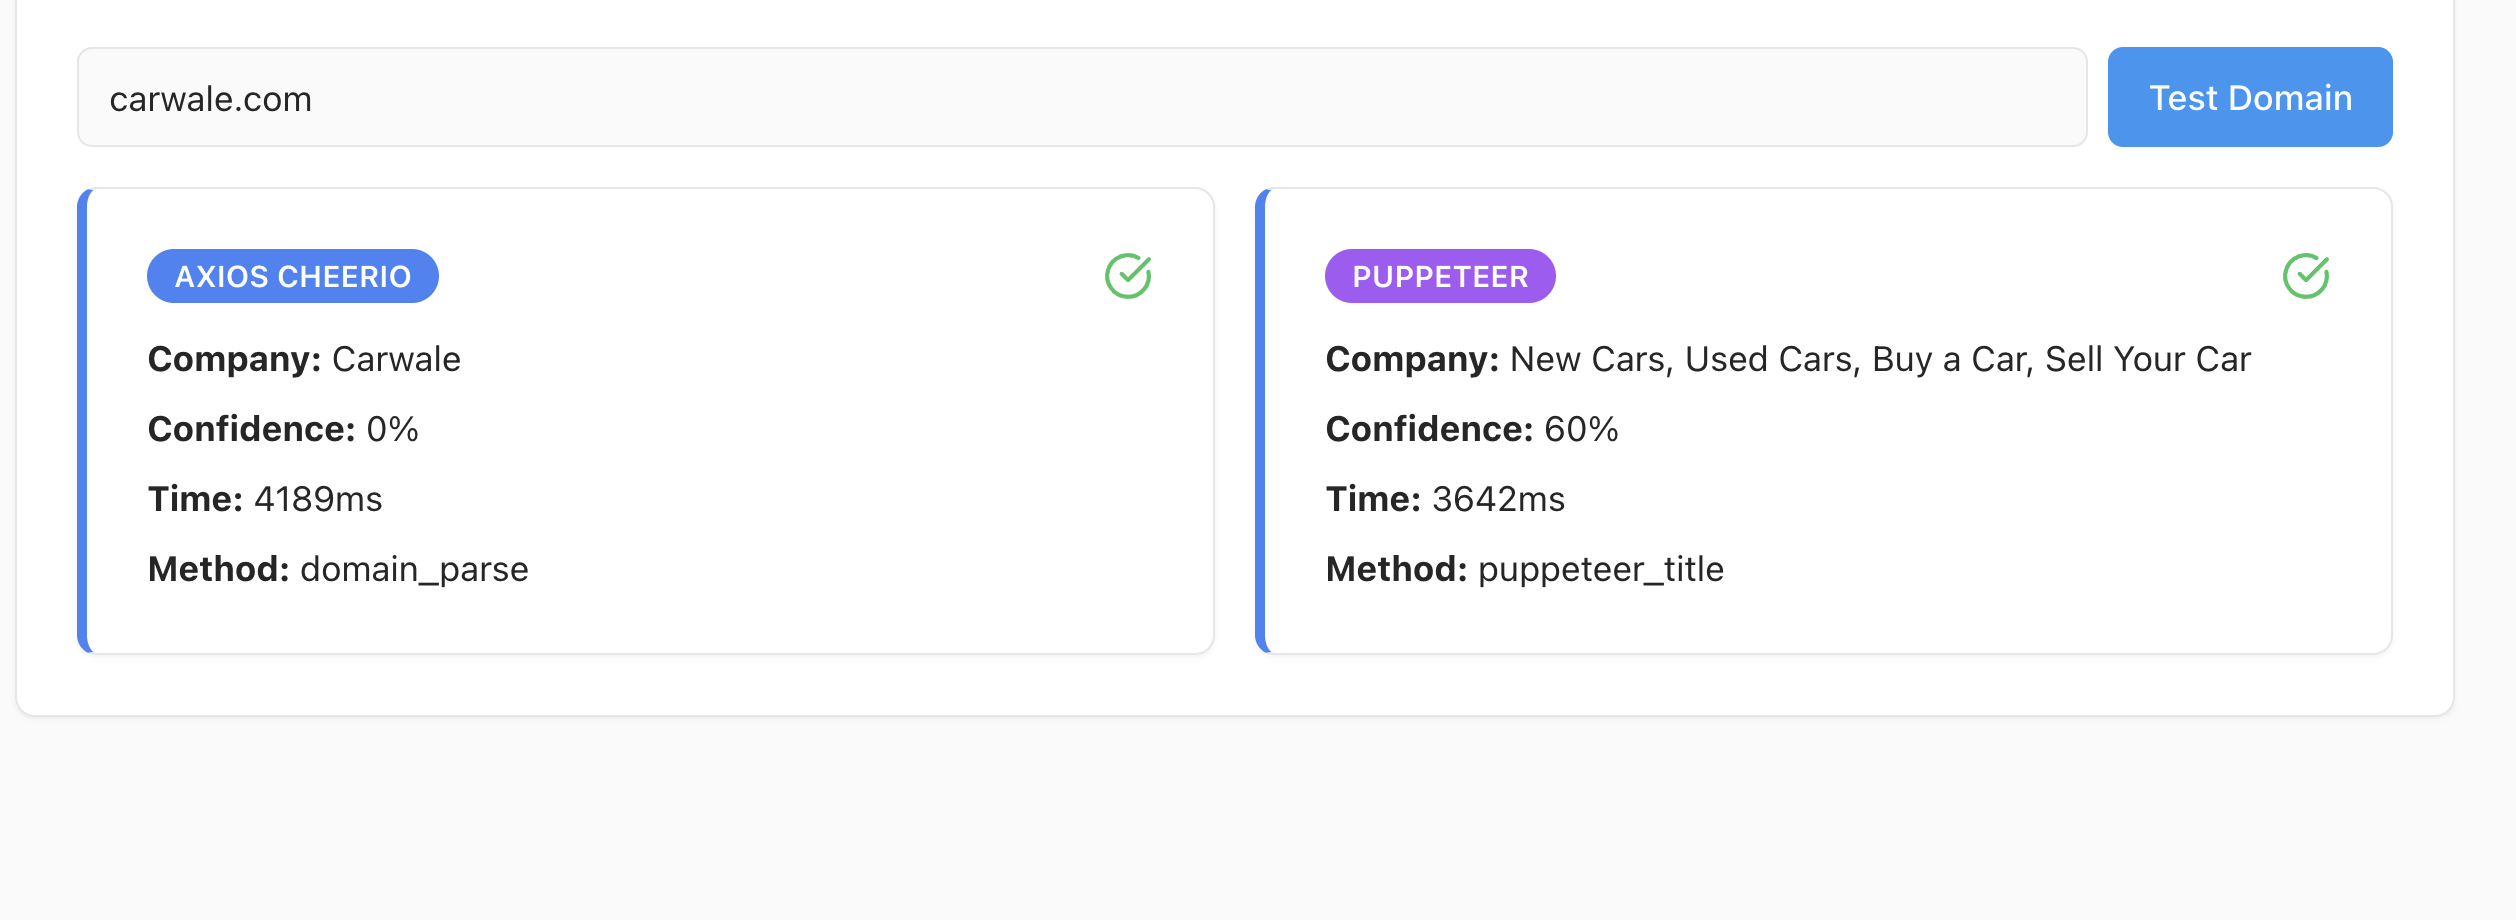 carwale.com
Test Domain
AXIOS CHEERIO
Company: Carwale
Confidence: 0%
Time: 4189ms
Method: domain_parse
PUPPETEER
Company: New Cars, Used Cars, Buy a Car, Sell Your Car
Confidence: 60%
Time: 3642ms
Method: puppeteer_title